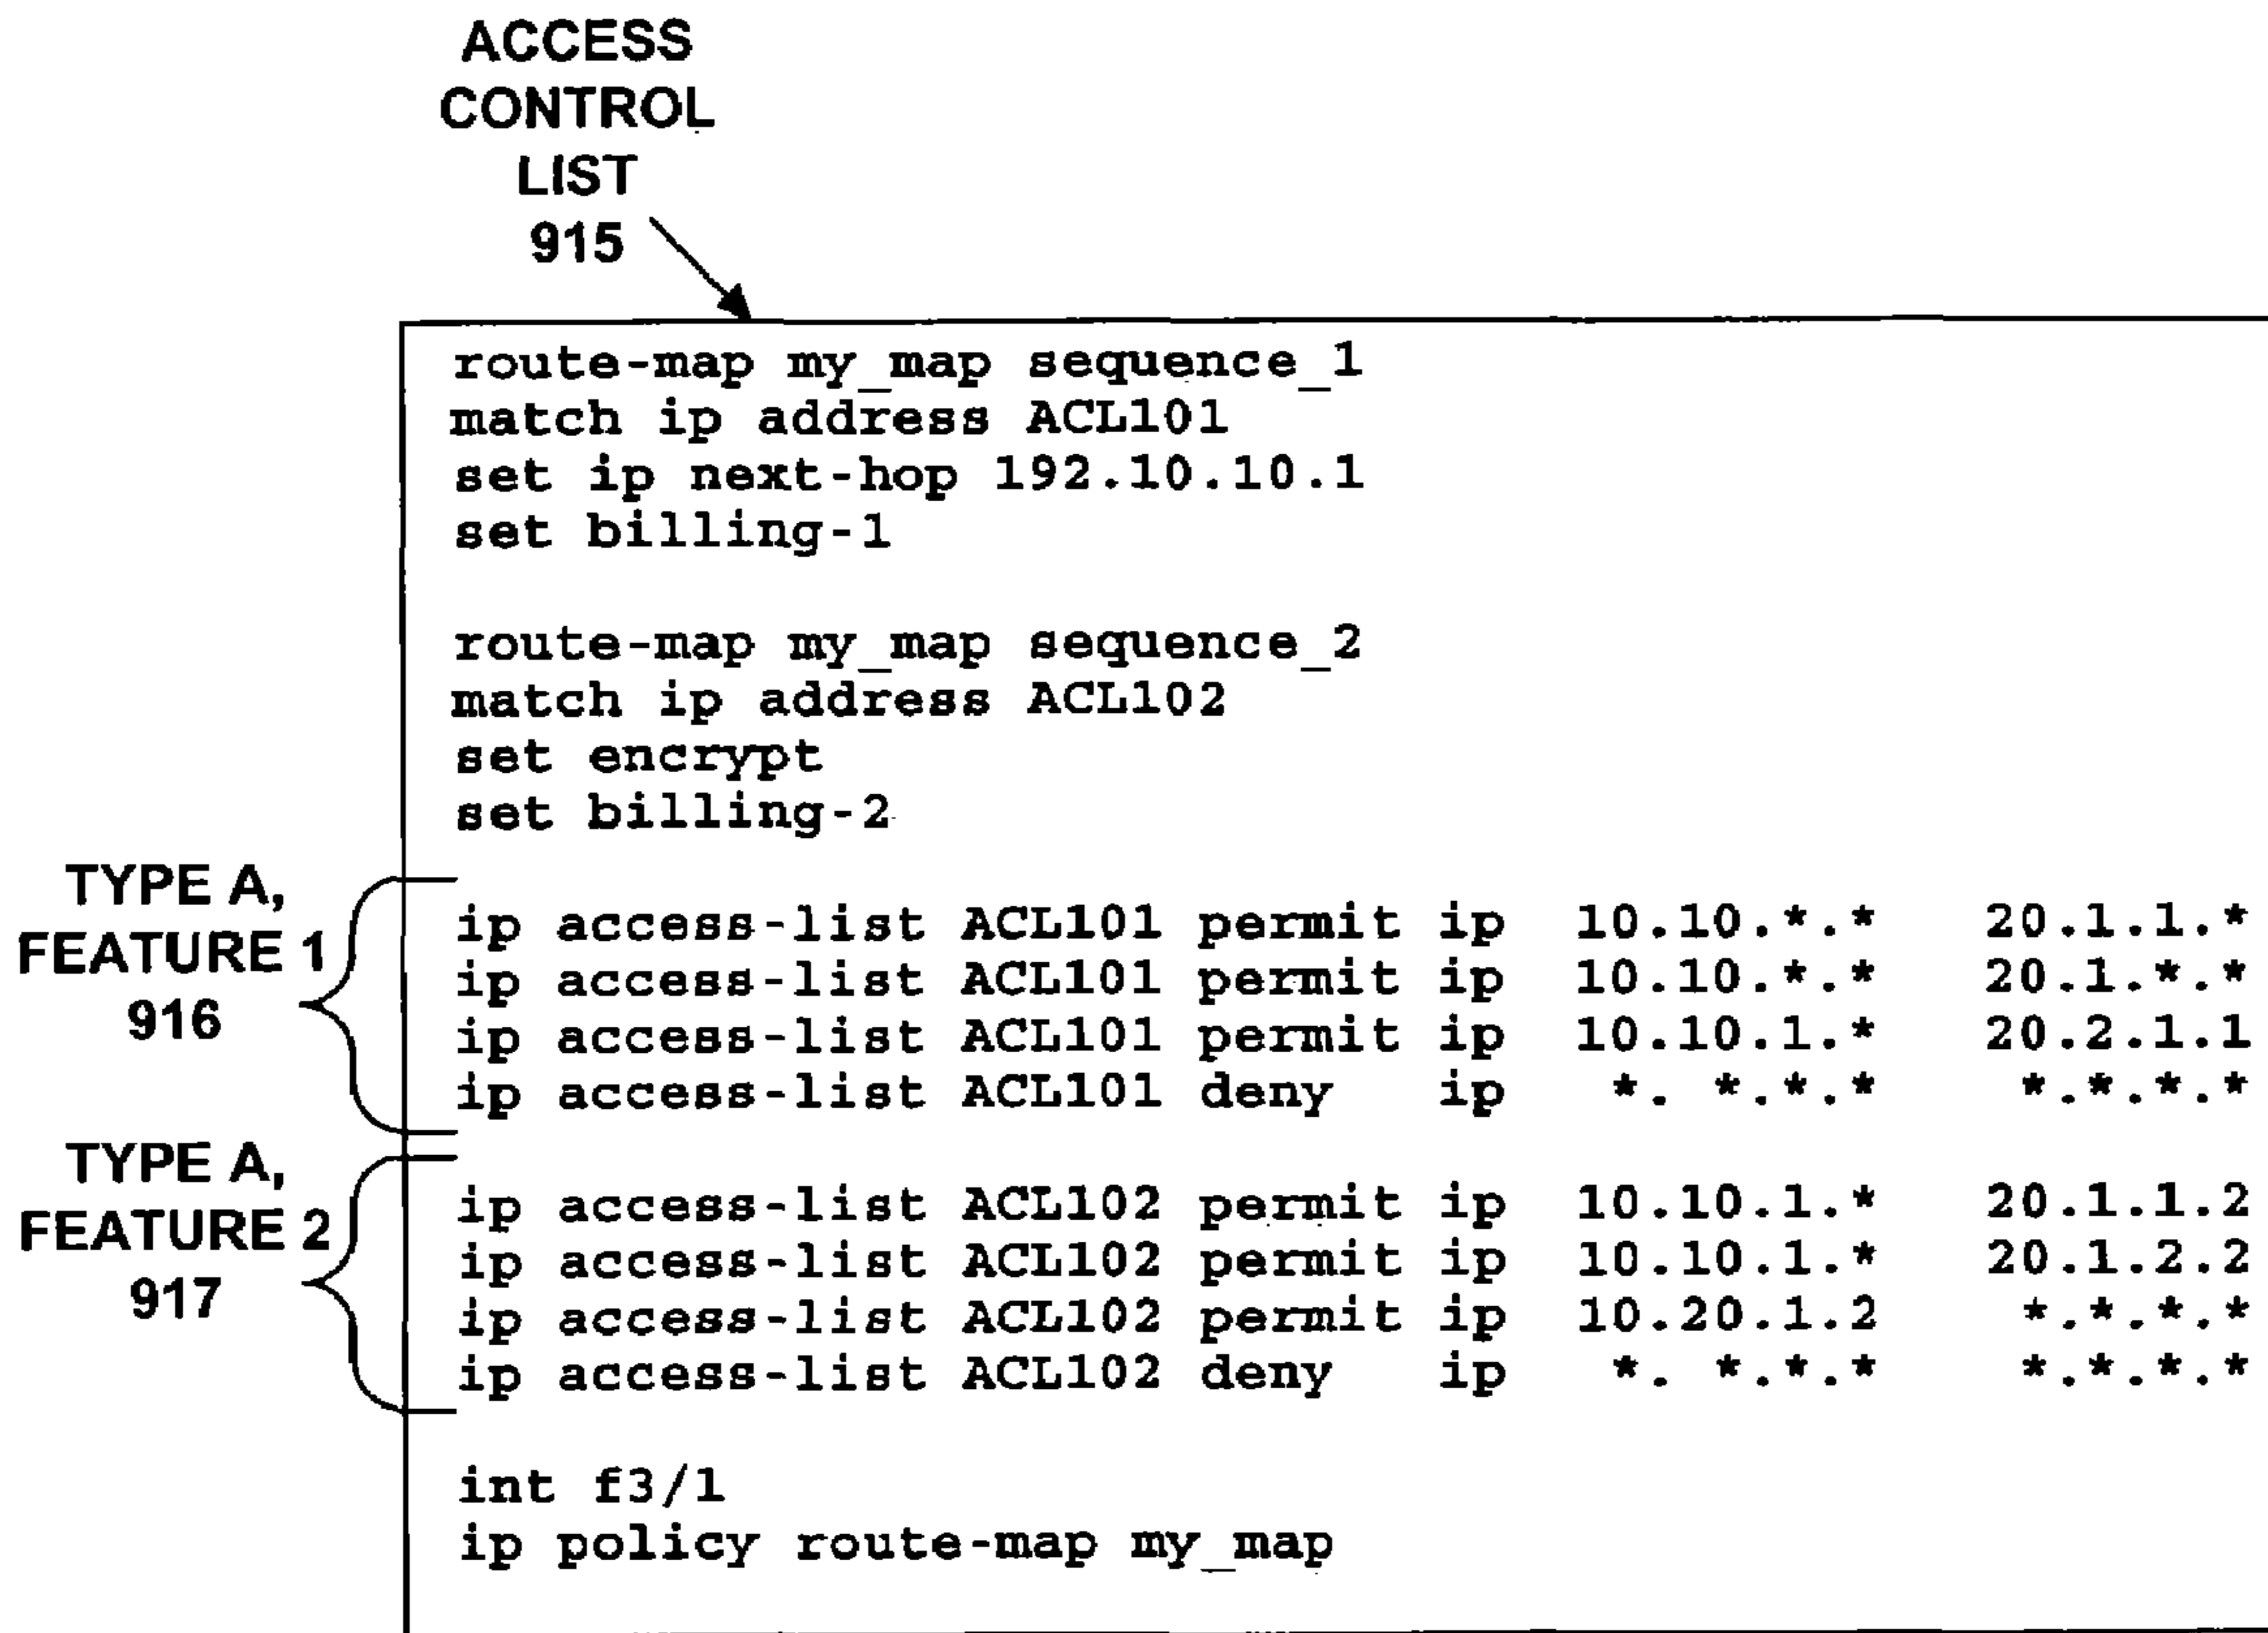 ACCESS
CONTROL
LIST
915
route-map my_map sequence_1
match ip address ACL101
set ip next-hop 192.10.10.1
set billing-1
route-map my_map sequence_2
match ip address ACL102
set encrypt
set billing-2
TYPE A,
FEATURE 1
916
ip access-list ACL101 permit ip 10.10.*.* 20.1.1.*
ip access-list ACL101 permit ip 10.10.*.* 20.1.*.*
ip access-list ACL101 permit ip 10.10.1.* 20.2.1.1
ip access-list ACL101 deny ip *. *.*.* *.*.*.*
TYPE A,
FEATURE 2
917
ip access-list ACL102 permit ip 10.10.1.* 20.1.1.2
ip access-list ACL102 permit ip 10.10.1.* 20.1.2.2
ip access-list ACL102 permit ip 10.20.1.2 *.*.*.*
ip access-list ACL102 deny ip *. *.*.* *.*.*.*
int f3/1
ip policy route-map my_map